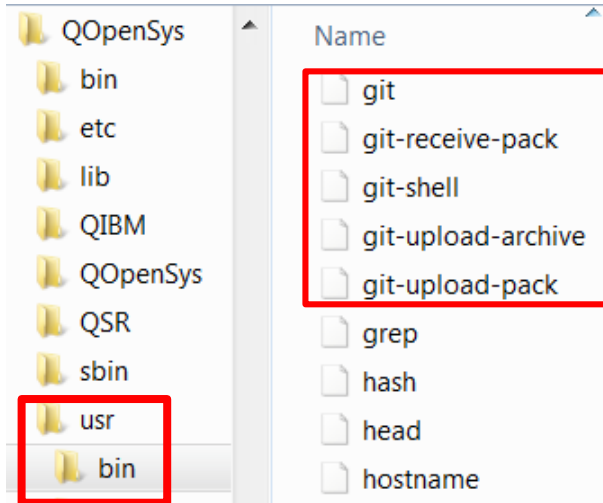 QOpenSys
bin
etc
lib
QIBM
QOpenSys
QSR
sbin
usr
bin
Name
git
git-receive-pack
git-shell
git-upload-archive
git-upload-pack
grep
hash
head
hostname